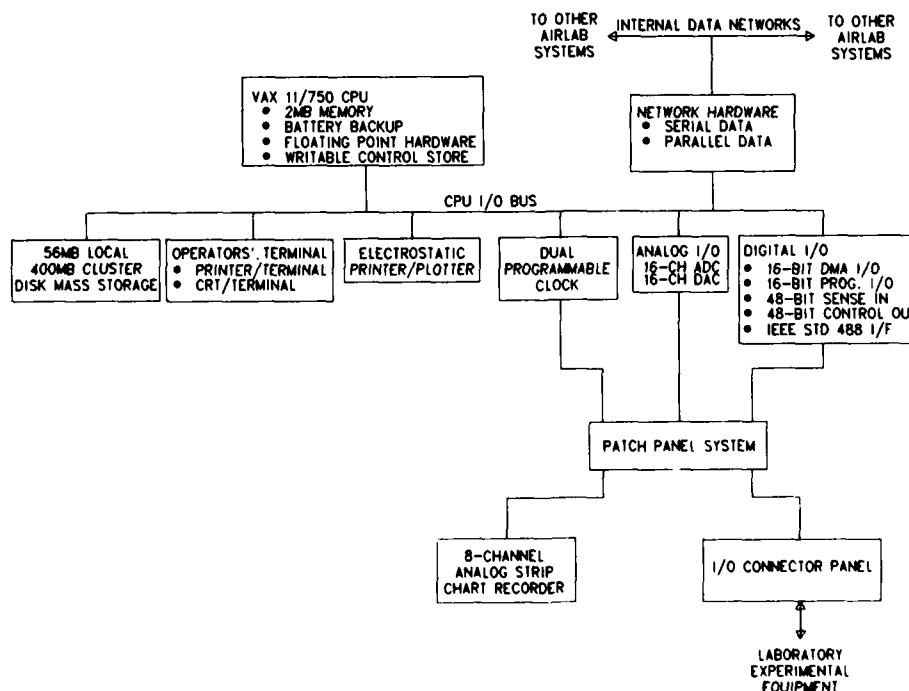 TO OTHER
AIRLAB
SYSTEMS
INTERNAL DATA NETWORKS
TO OTHER
AIRLAB
SYSTEMS
VAX 11/750 CPU
● 2MB MEMORY
● BATTERY BACKUP
● FLOATING POINT HARDWARE
● WRITABLE CONTROL STORE
NETWORK HARDWARE
● SERIAL DATA
● PARALLEL DATA
CPU I/O BUS
56MB LOCAL
400MB CLUSTER
DISK MASS STORAGE
OPERATORS'. TERMINAL
● PRINTER/TERMINAL
● CRT/TERMINAL
ELECTROSTATIC
PRINTER/PLOTTER
DUAL
PROGRAMMABLE
CLOCK
ANALOG I/O
16-CH ADC
16-CH DAC
DIGITAL I/O
● 16-BIT DMA I/O
● 16-BIT PROG. I/O
● 48-BIT SENSE IN
● 48-BIT CONTROL OU
● IEEE STD 488 I/F
PATCH PANEL SYSTEM
8-CHANNEL
ANALOG STRIP
CHART RECORDER
I/O CONNECTOR PANEL
LABORATORY
EXPERIMENTAL
EQUIPMENT